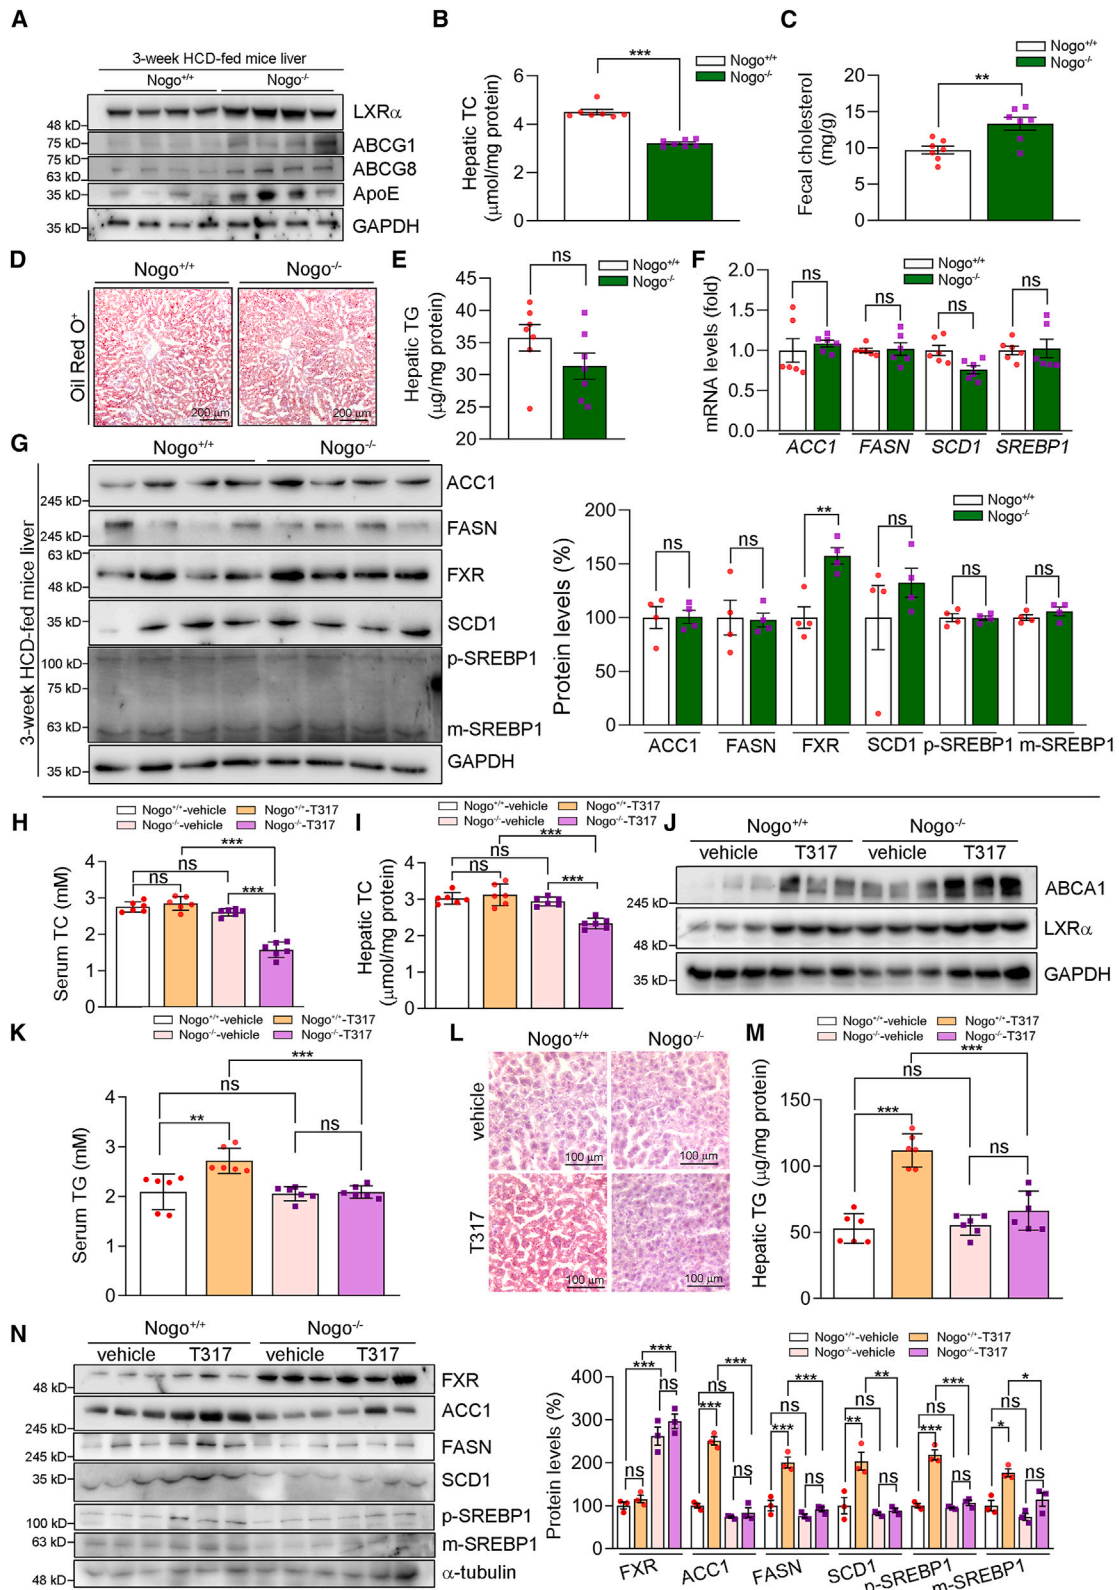 A
3-week HCD-fed mice liver
Nogo+/+ Nogo-/-
LXRα
48 kD
75 kD
ABCG1
75 kD
ABCG8
63 kD
ApoE
35 kD
35 kD
GAPDH
B
Nogo+/+
Nogo-/-
***
Hepatic TC
(μmol/mg protein)
6
4
2
0
C
Nogo+/+
Nogo-/-
**
Fecal cholesterol
(mg/g)
20
15
10
5
0
D
Nogo+/+ Nogo-/-
Oil Red O+
200 μm
200 μm
E
ns
Nogo+/+
Nogo-/-
Hepatic TG
(μg/mg protein)
45
40
35
30
25
20
F
Nogo+/+
Nogo-/-
ns ns ns ns
mRNA levels (fold)
2.0
1.5
1.0
0.5
0.0
ACC1 FASN SCD1 SREBP1
G
3-week HCD-fed mice liver
Nogo+/+ Nogo-/-
ACC1
245 kD
FASN
245 kD
63 kD
FXR
48 kD
35 kD
SCD1
p-SREBP1
100 kD
75 kD
63 kD
m-SREBP1
GAPDH
35 kD
Nogo+/+
Nogo-/-
ns ns ** ns ns ns
Protein levels (%)
200
150
100
50
0
ACC1 FASN FXR SCD1 p-SREBP1 m-SREBP1
H
Nogo+/+-vehicle Nogo+/+-T317
Nogo-/--vehicle Nogo-/--T317
***
ns
ns ***
Serum TC (mM)
4
3
2
1
0
I
Nogo+/+-vehicle Nogo+/+-T317
Nogo-/--vehicle Nogo-/--T317
***
ns
ns ***
Hepatic TC
(μmol/mg protein)
4
3
2
1
0
J
Nogo+/+ Nogo-/-
vehicle T317 vehicle T317
ABCA1
245 kD
LXRα
48 kD
GAPDH
35 kD
K
Nogo+/+-vehicle Nogo+/+-T317
Nogo-/--vehicle Nogo-/--T317
***
ns
** ns
Serum TG (mM)
4
3
2
1
0
L
Nogo+/+ Nogo-/-
vehicle
100 μm
100 μm
T317
100 μm
100 μm
M
Nogo+/+-vehicle Nogo+/+-T317
Nogo-/--vehicle Nogo-/--T317
***
ns
*** ns
Hepatic TG (μg/mg protein)
150
100
50
0
N
Nogo+/+ Nogo-/-
vehicle T317 vehicle T317
FXR
48 kD
ACC1
245 kD
FASN
245 kD
SCD1
35 kD
p-SREBP1
100 kD
63 kD
m-SREBP1
α-tubulin
48 kD
Nogo+/+-vehicle Nogo+/+-T317
Nogo-/--vehicle Nogo-/--T317
*** *** *** *** ** *** *
ns ns ns ns ns ns
*** *** ** *** *
ns ns ns ns ns ns
Protein levels (%)
400
300
200
100
0
FXR ACC1 FASN SCD1 p-SREBP1 m-SREBP1